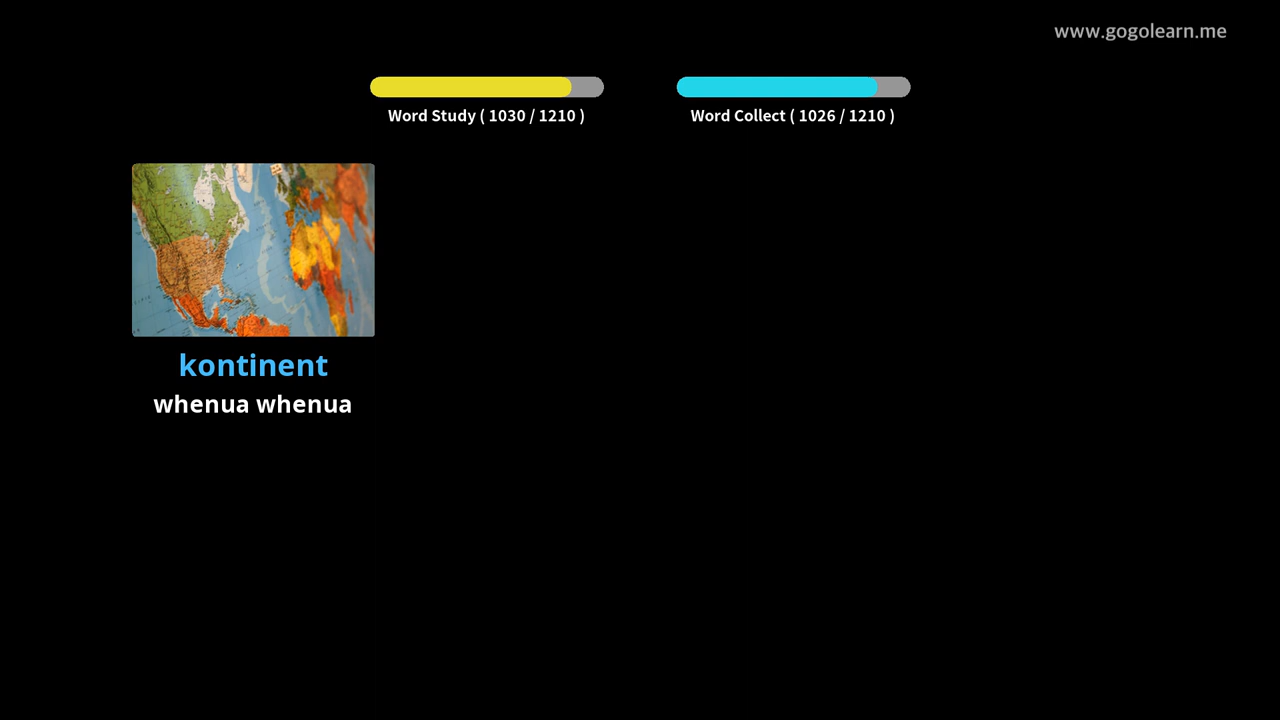 www.gogolearn.me
Word Study ( 1030 / 1210 )
Word Collect ( 1026 / 1210 )
kontinent
whenua whenua